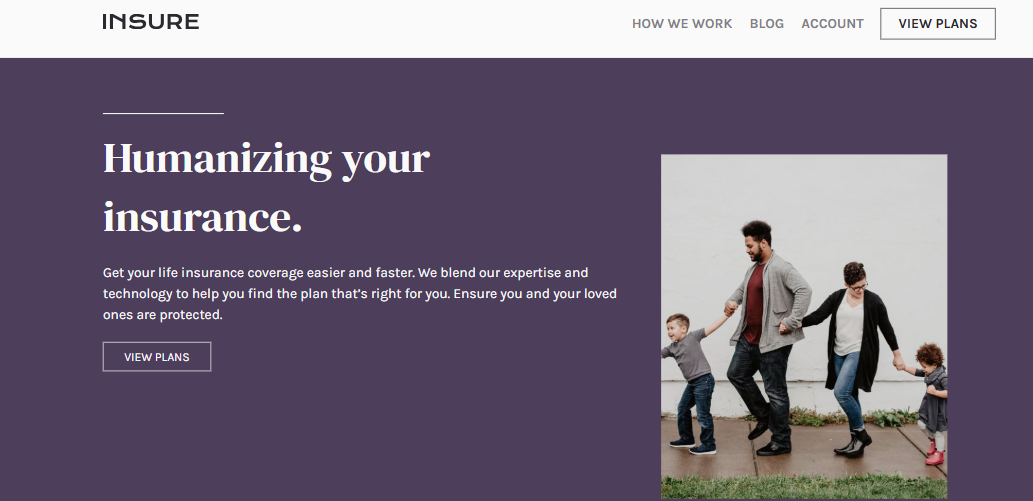 INSURE
HOW WE WORK
BLOG
ACCOUNT
VIEW PLANS
Humanizing your
insurance.
Get your life insurance coverage easier and faster. We blend our expertise and
technology to help you find the plan that’s right for you. Ensure you and your loved
ones are protected.
VIEW PLANS